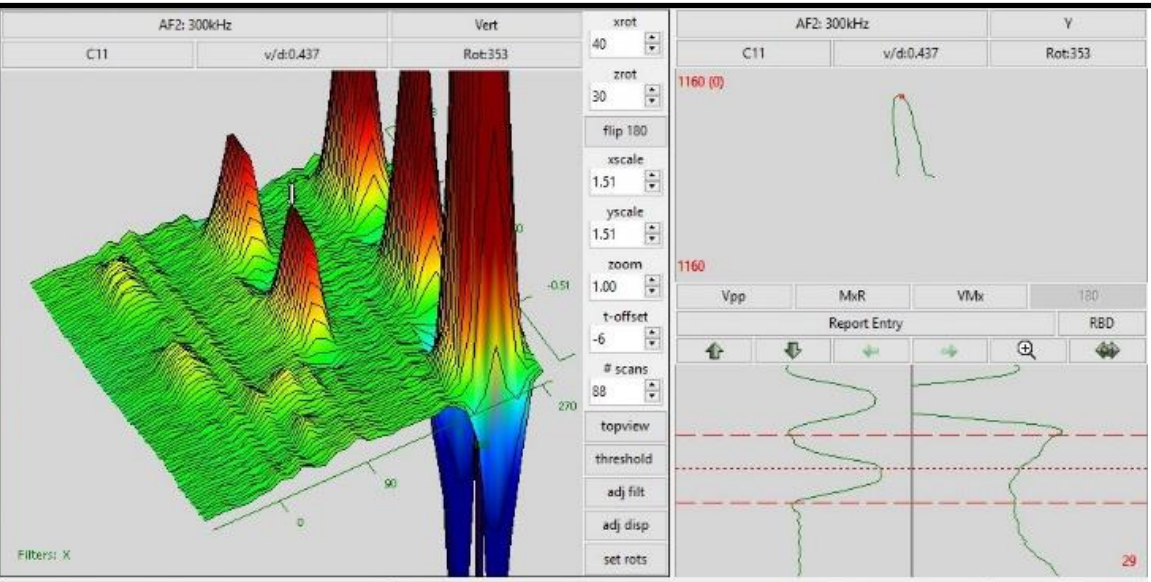 AF2: 300kHz Vert
C11 v/d:0.437 Rot:353
xrot
40
zrot
30
flip 180
xscale
1.51
yscale
1.51
zoom
1.00
t-offset
-6
# scans
88
topview
threshold
adj filt
adj disp
set rots
-0.51
270
90
0
Filters: X
AF2: 300kHz Y
C11 v/d:0.437 Rot:353
1160 (0)
1160
Vpp MxR VMx 180
Report Entry RBD
29